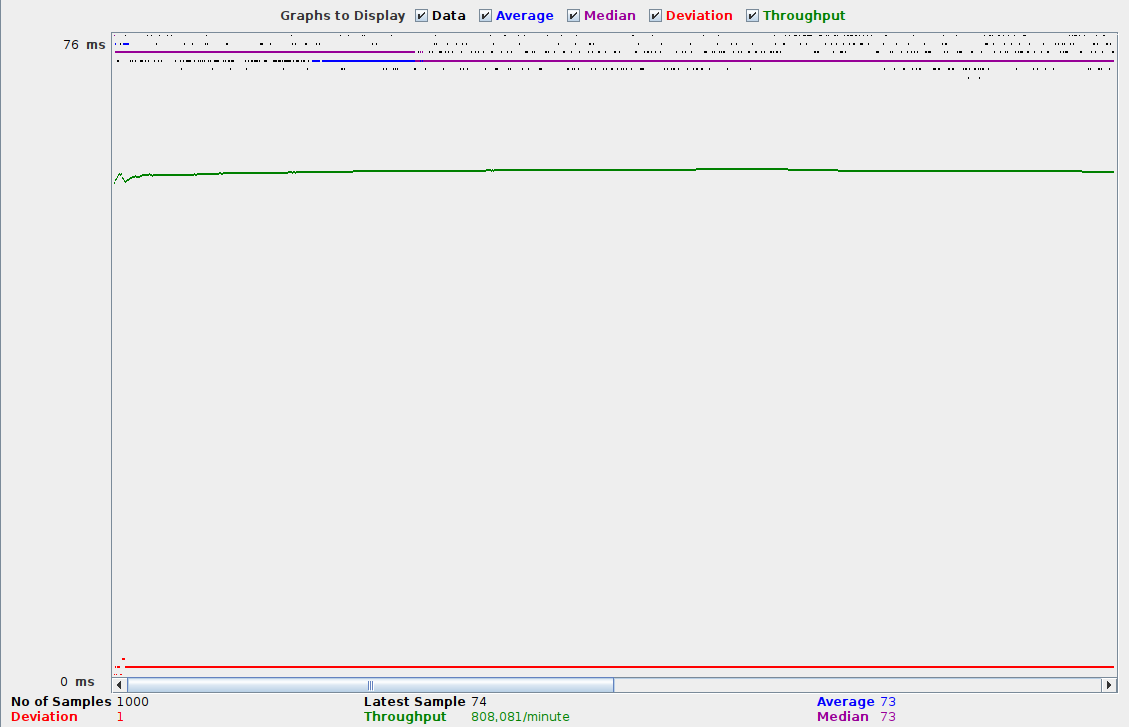 Graphs to Display Data Average Median Deviation Throughput
76 ms
0 ms
No of Samples 1000 Latest Sample 74 Average 73
Deviation 1 Throughput 808,081/minute Median 73